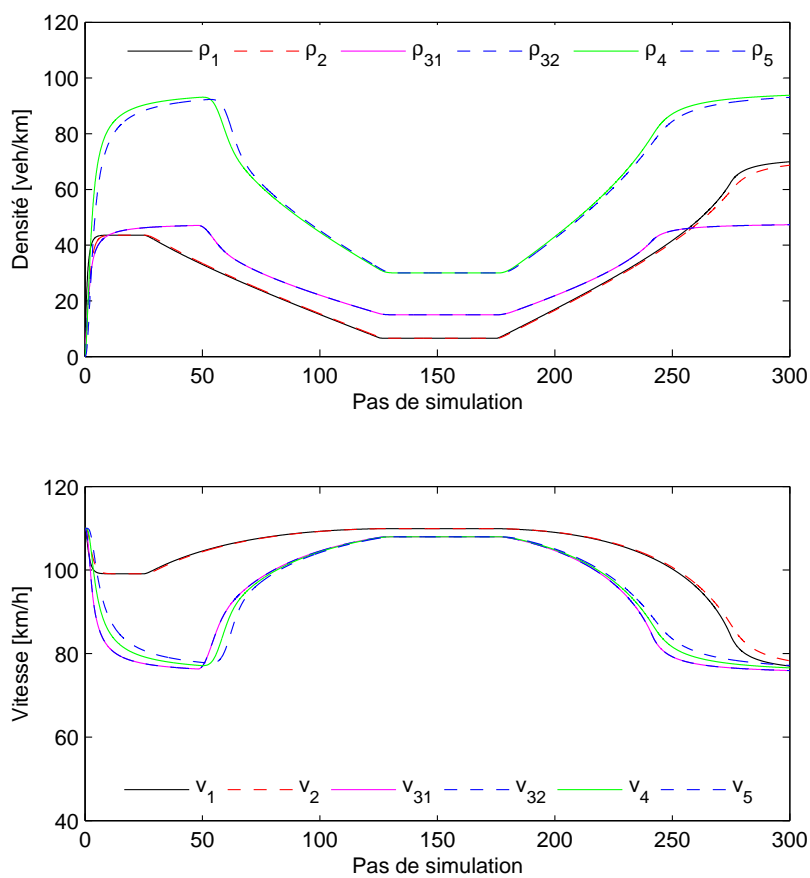 120
100
80
60
40
20
0
Densité [veh/km]
ρ1 ρ2 ρ31 ρ32 ρ4 ρ5
0 50 100 150 200 250 300
Pas de simulation
120
100
80
60
40
Vitesse [km/h]
v1 v2 v31 v32 v4 v5
0 50 100 150 200 250 300
Pas de simulation